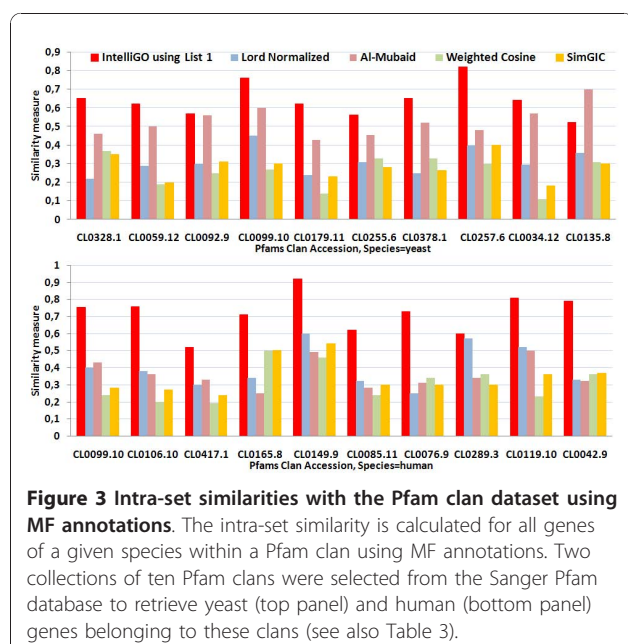 0,9
IntelliGO using List 1 Lord Normalized Al-Mubaid Weighted Cosine SimGIC
0,8
0,7
0,6
0,5
0,4
0,3
0,2
0,1
0
Similarity measure
CL0328.1 CL0059.12 CL0092.9 CL0099.10 CL0179.11 CL0255.6 CL0378.1 CL0257.6 CL0034.12 CL0135.8
Pfams Clan Accession, Species=yeast
1
0,9
0,8
0,7
0,6
0,5
0,4
0,3
0,2
0,1
0
Similarity measure
CL0099.10 CL0106.10 CL0417.1 CL0165.8 CL0149.9 CL0085.11 CL0076.9 CL0289.3 CL0119.10 CL0042.9
Pfams Clan Accession, Species=human
Figure 3 Intra-set similarities with the Pfam clan dataset using
MF annotations. The intra-set similarity is calculated for all genes
of a given species within a Pfam clan using MF annotations. Two
collections of ten Pfam clans were selected from the Sanger Pfam
database to retrieve yeast (top panel) and human (bottom panel)
genes belonging to these clans (see also Table 3).